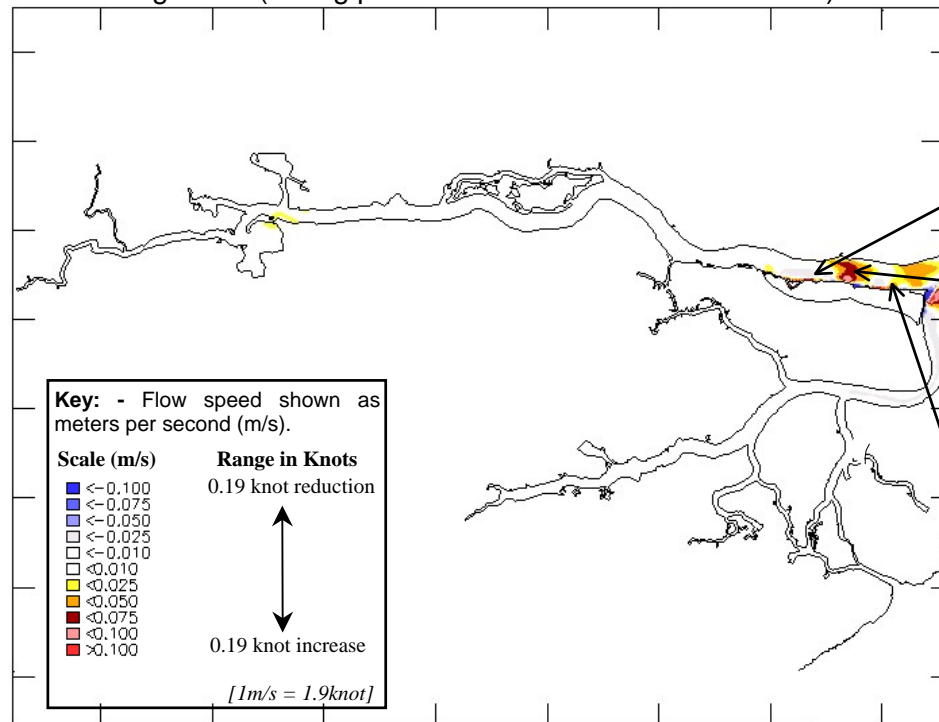 Key: - Flow speed shown as
meters per second (m/s).
Scale (m/s) Range in Knots
<-0.100 0.19 knot reduction
<-0.075
<-0.050
<-0.025
<-0.010
<0.010
<0.025
<0.050
<0.075
<0.100 0.19 knot increase
>0.100
[1m/s = 1.9knot]